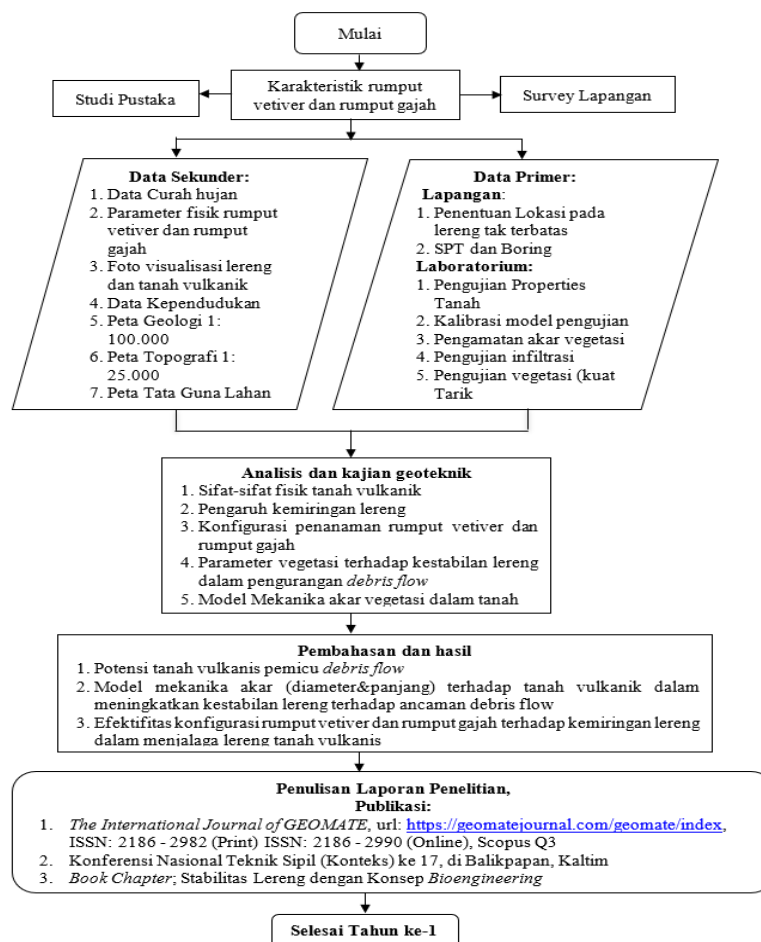 Mulai
Studi Pustaka
Karakteristik rumput
vetiver dan rumput gajah
Survey Lapangan
Data Sekunder:
1. Data Curah hujan
2. Parameter fisik rumput
vetiver dan rumput
gajah
3. Foto visualisasi lereng
dan tanah vulkanik
4. Data Kependudukan
5. Peta Geologi 1:
100.000
6. Peta Topografi 1:
25.000
7. Peta Tata Guna Lahan
Data Primer:
Lapangan:
1. Penentuan Lokasi pada
lereng tak terbatas
2. SPT dan Boring
Laboratorium:
1. Pengujian Properties
Tanah
2. Kalibrasi model pengujian
3. Pengamatan akar vegetasi
4. Pengujian infiltrasi
5. Pengujian vegetasi (kuat
Tarik
Analisis dan kajian geoteknik
1. Sifat-sifat fisik tanah vulkanik
2. Pengaruh kemiringan lereng
3. Konfigurasi penanaman rumput vetiver dan
rumput gajah
4. Parameter vegetasi terhadap kestabilan lereng
dalam pengurangan debris flow
5. Model Mekanika akar vegetasi dalam tanah
Pembahasan dan hasil
1. Potensi tanah vulkanis pemicu debris flow
2. Model mekanika akar (diameter&panjang) terhadap tanah vulkanik dalam
meningkatkan kestabilan lereng terhadap ancaman debris flow
3. Efektifitas konfigurasi rumput vetiver dan rumput gajah terhadap kemiringan lereng
dalam menjalaga lereng tanah vulkanis
Penulisan Laporan Penelitian,
Publikasi:
1. The International Journal of GEOMATE, url: https://geomatejournal.com/geomate/index,
ISSN: 2186 - 2982 (Print) ISSN: 2186 - 2990 (Online), Scopus Q3
2. Konferensi Nasional Teknik Sipil (Konteks) ke 17, di Balikpapan, Kaltim
3. Book Chapter; Stabilitas Lereng dengan Konsep Bioengineering
Selesai Tahun ke-1